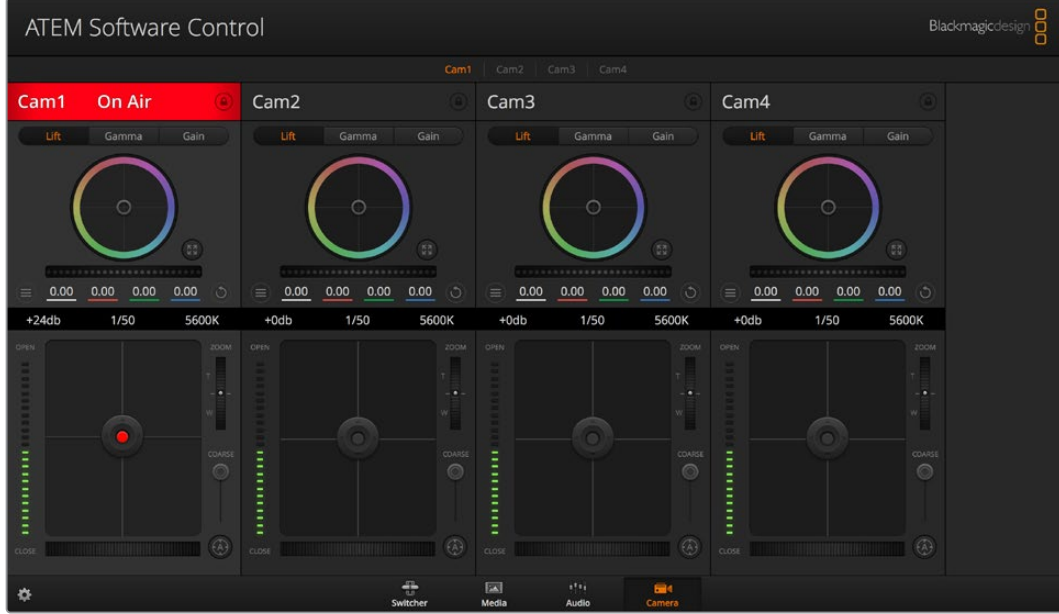 ATEM Software Control
Blackmagicdesign
Cam1 Cam2 Cam3 Cam4
Cam1 On Air Cam2 Cam3 Cam4
Lift Gamma Gain Lift Gamma Gain Lift Gamma Gain Lift Gamma Gain
0.00 0.00 0.00 0.00 0.00 0.00 0.00 0.00 0.00 0.00 0.00 0.00 0.00 0.00 0.00 0.00
+24db 1/50 5600K +0db 1/50 5600K +0db 1/50 5600K +0db 1/50 5600K
OPEN ZOOM OPEN ZOOM OPEN ZOOM OPEN ZOOM
T T T T
W W W W
COARSE COARSE COARSE COARSE
CLOSE A CLOSE A CLOSE A CLOSE A
Switcher Media Audio Camera